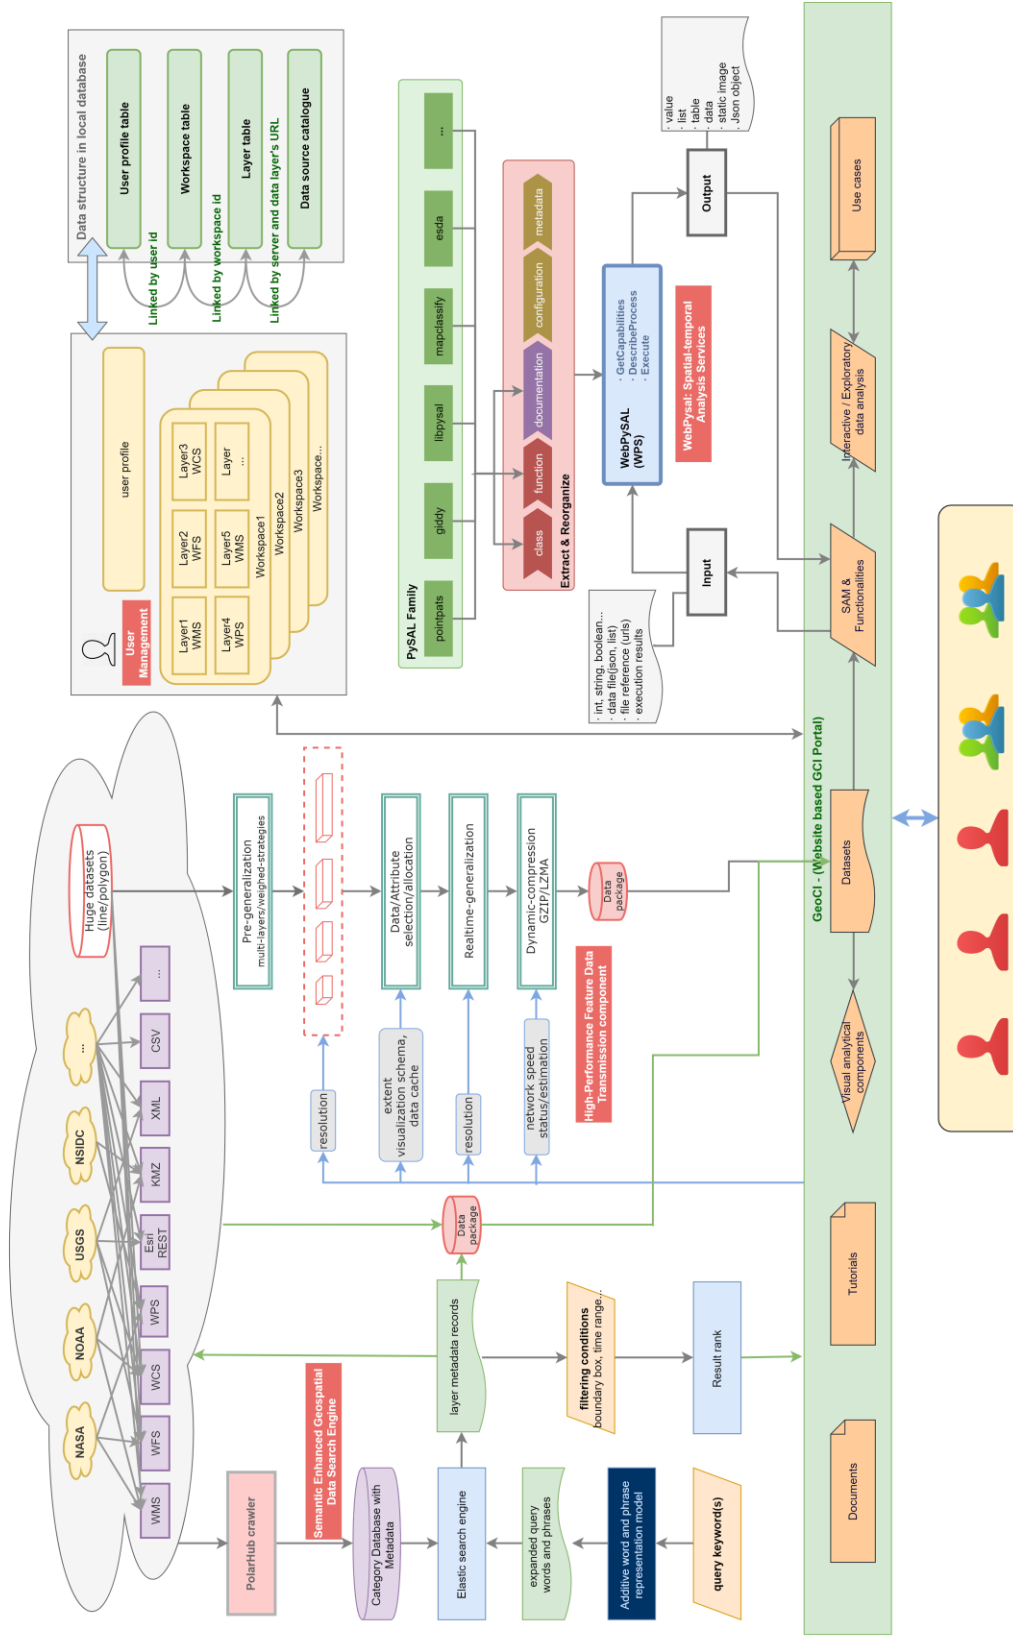 NASA
NOAA
USGS
NSIDC
...
Huge datasets
(line/polygon)
WMS
WFS
WCS
WPS
Esri
REST
KMZ
XML
CSV
...
PolarHub crawler
Semantic Enhanced Geospatial
Data Search Engine
Category Database with
Metadata
Elastic search engine
expanded query
words and phrases
Additive word and phrase
representation model
query keyword(s)
layer metadata records
filtering conditions
boundary box, time range...
Result rank
Data
package
Pre-generalization
multi-layers/weighed-strategies
resolution
Data/Attribute
selection/allocation
extent
visualization schema,
data cache
Realtime-generalization
resolution
Dynamic-compression
GZIP/LZMA
network speed
status/estimation
Data
package
High-Performance Feature Data
Transmission component
User
Management
user profile
Layer1
WMS
Layer2
WFS
Layer3
WCS
Layer4
WPS
Layer5
WMS
Layer
...
Workspace1
Workspace2
Workspace3
Workspace...
Data structure in local database
User profile table
Linked by user id
Workspace table
Linked by workspace id
Layer table
Linked by server and data layer's URL
Data source catalogue
PySAL Family
pointpats
giddy
libpysal
mapclassify
esda
...
class
function
documentation
configuration
metadata
Extract & Reorganize
· int, string, boolean...
· data file(json, list)
· file reference (urls)
· execution results
Input
WebPySAL
(WPS)
· GetCapabilities
· DescribeProcess
· Execute
WebPysal: Spatial-temporal
Analysis Services
Output
· value
· list
· table
· data
· static image
· Json object
GeoCI - (Website based GCI Portal)
Documents
Tutorials
Visual analytical
components
Datasets
SAM &
Functionalities
Interactive / Exploratory
data analysis
Use cases